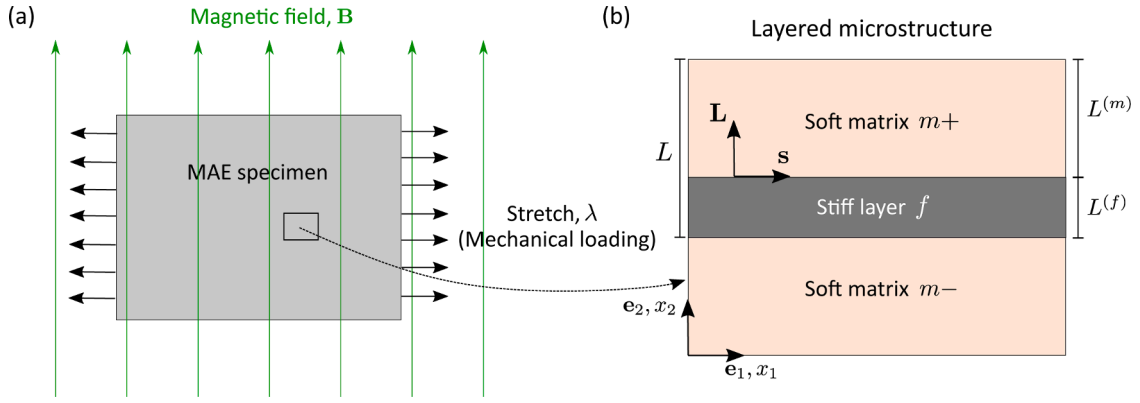 (a)
Magnetic field, B
MAE specimen
Stretch, λ
(Mechanical loading)
(b)
Layered microstructure
Soft matrix m+
L
s
Stiff layer f
Soft matrix m−
L
L^(m)
L^(f)
e₂, x₂
e₁, x₁